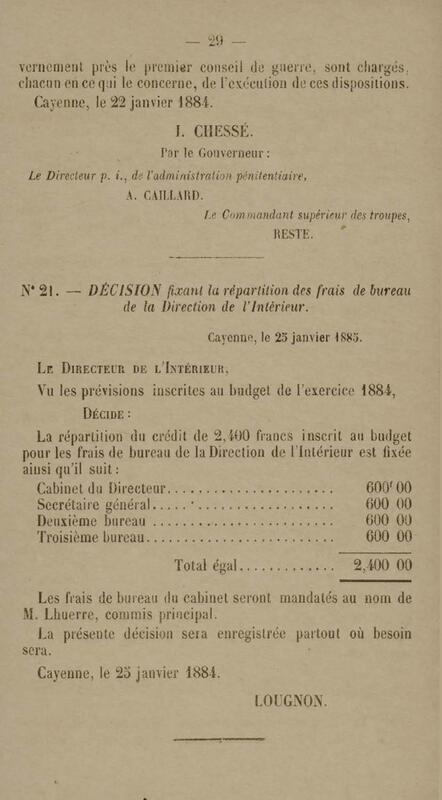 — 29 —
vernement près le premier conseil de guerre, sont chargés,
chacun en ce qui le concerne, de l'exécution de ces dispositions.
Cayenne, le 22 janvier 1884.
I. CHESSÉ.
Par le Gouverneur :
Le Directeur p. i., de l'administration pénitentiaire,
A. CAILLARD.
Le Commandant supérieur des troupes,
RESTE.
N° 21. — DÉCISION fixant la répartition des frais de bureau
de la Direction de l'Intérieur.
Cayenne, le 25 janvier 1885.
LE DIRECTEUR DE L'INTÉRIEUR,
Vu les prévisions inscrites au budget de l'exercice 1884,
DÉCIDE :
La répartition du crédit de 2,400 francs inscrit au budget
pour les frais de bureau de la Direction de l'Intérieur est fixée
ainsi qu'il suit :
Cabinet du Directeur........................ 600f 00
Secrétaire général........................... 600 00
Deuxième bureau ........................... 600 00
Troisième bureau........................... 600 00
Total égal.............. 2,400 00
Les frais de bureau du cabinet seront mandatés au nom de
M. Lhuerre, commis principal.
La présente décision sera enregistrée partout où besoin
sera.
Cayenne, le 25 janvier 1884.
LOUGNON.